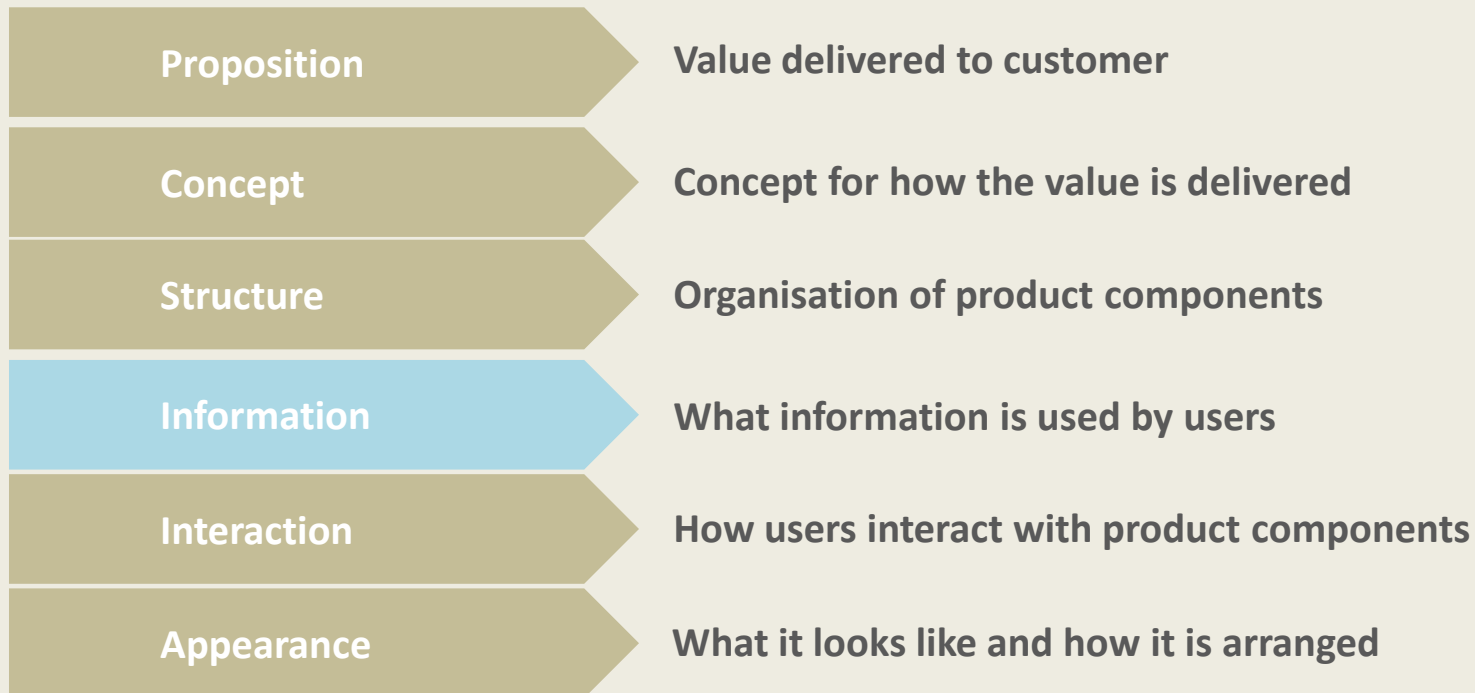 Proposition
Value delivered to customer
Concept
Concept for how the value is delivered
Structure
Organisation of product components
Information
What information is used by users
Interaction
How users interact with product components
Appearance
What it looks like and how it is arranged